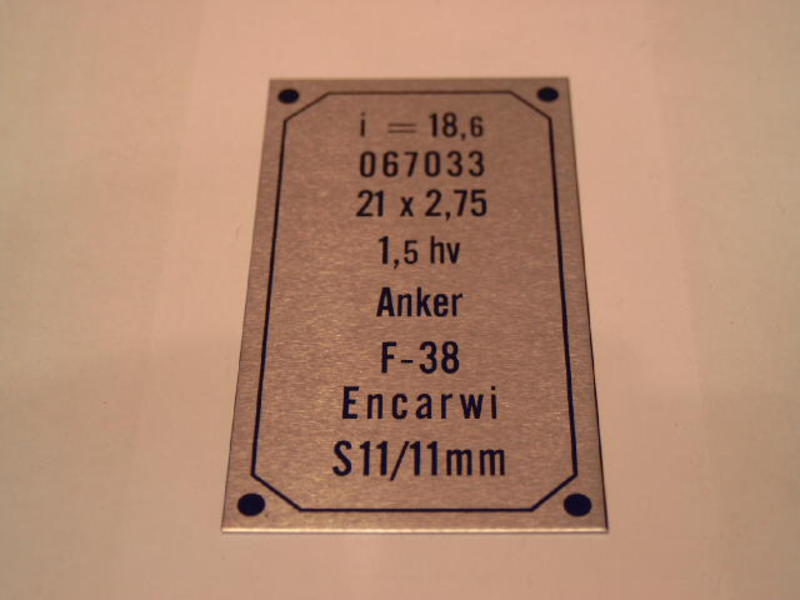 i = 18,6
067033
21 x 2,75
1,5 hv
Anker
F-38
Encarwi
S11/11mm